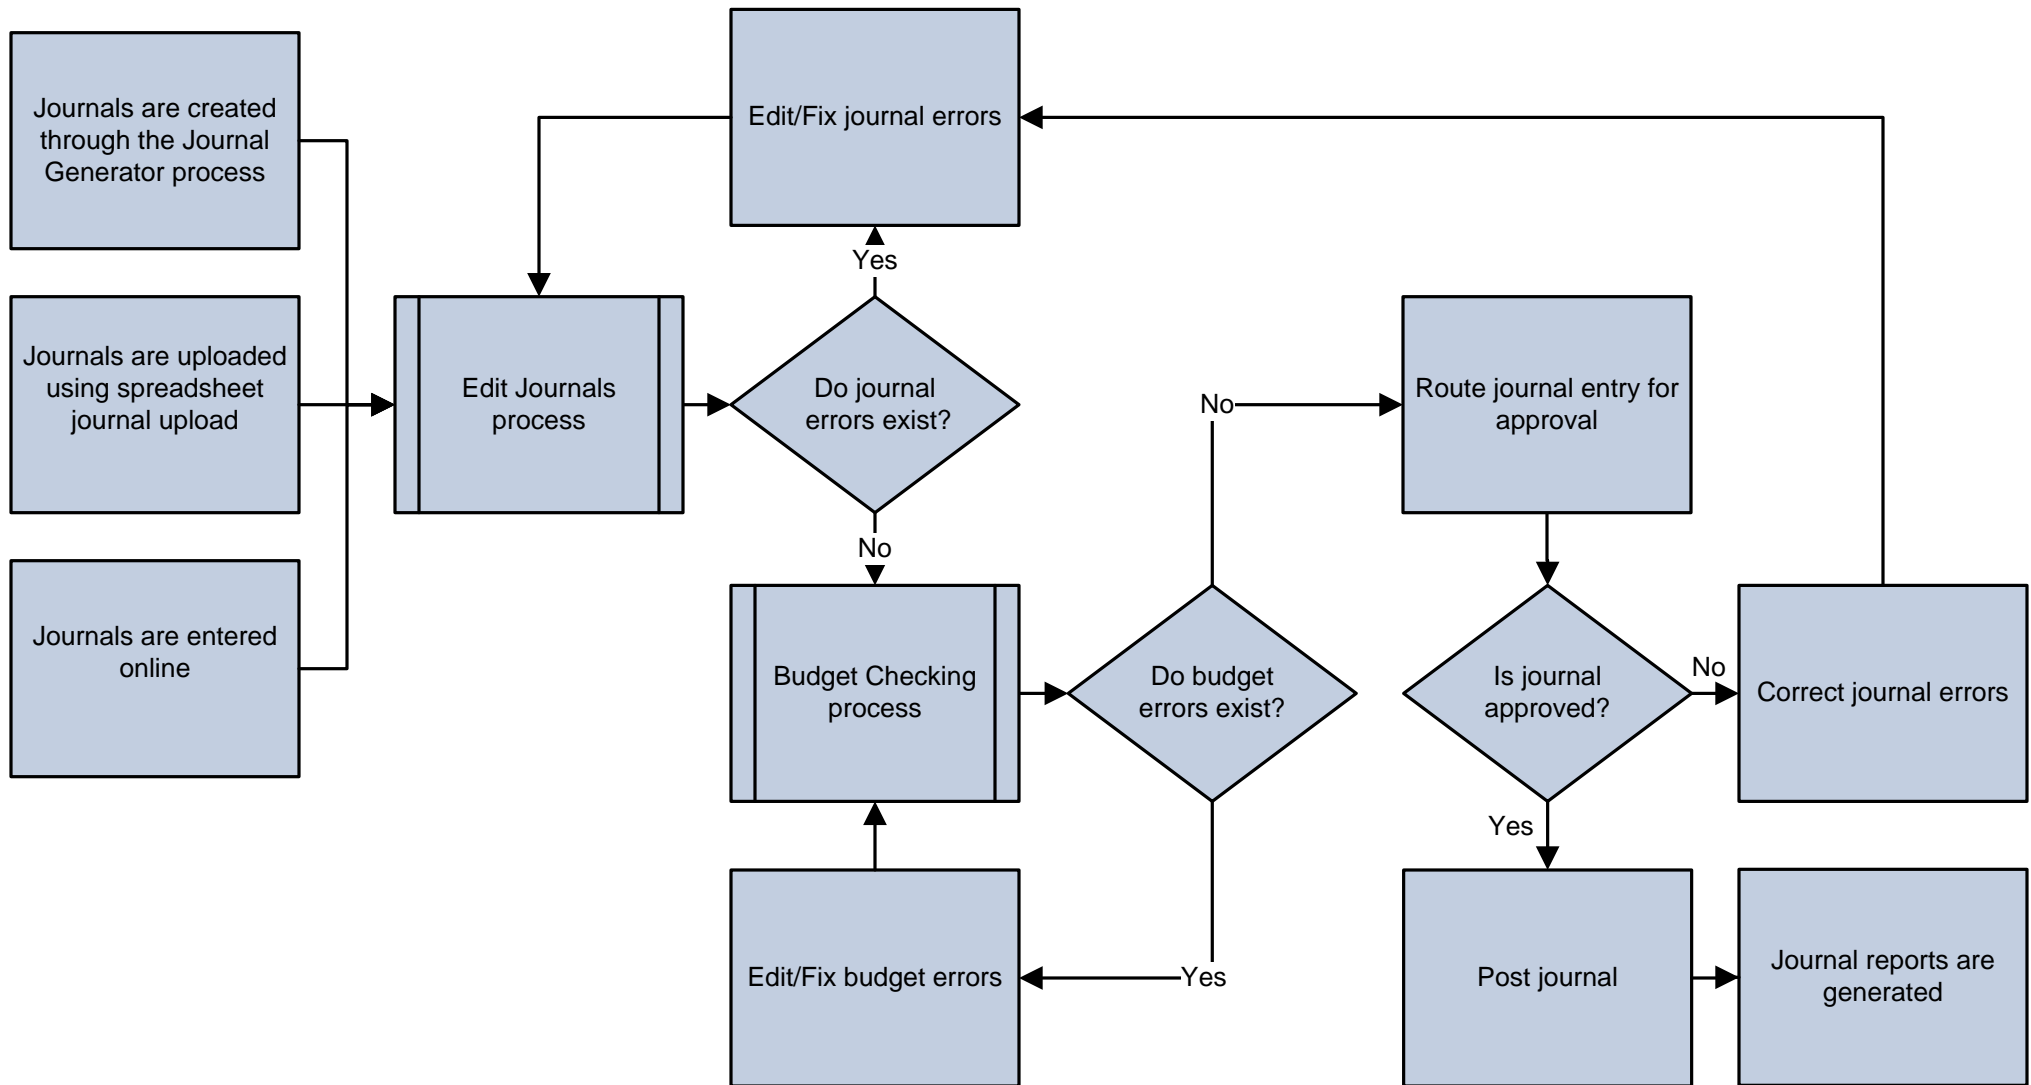 Journals are created
through the Journal
Generator process
Edit/Fix journal errors
Yes
Journals are uploaded
using spreadsheet
journal upload
Edit Journals
process
Do journal
errors exist?
No
Route journal entry for
approval
No
Journals are entered
online
Budget Checking
process
Do budget
errors exist?
Is journal
approved?
No
Correct journal errors
Yes
Edit/Fix budget errors
Yes
Post journal
Journal reports are
generated